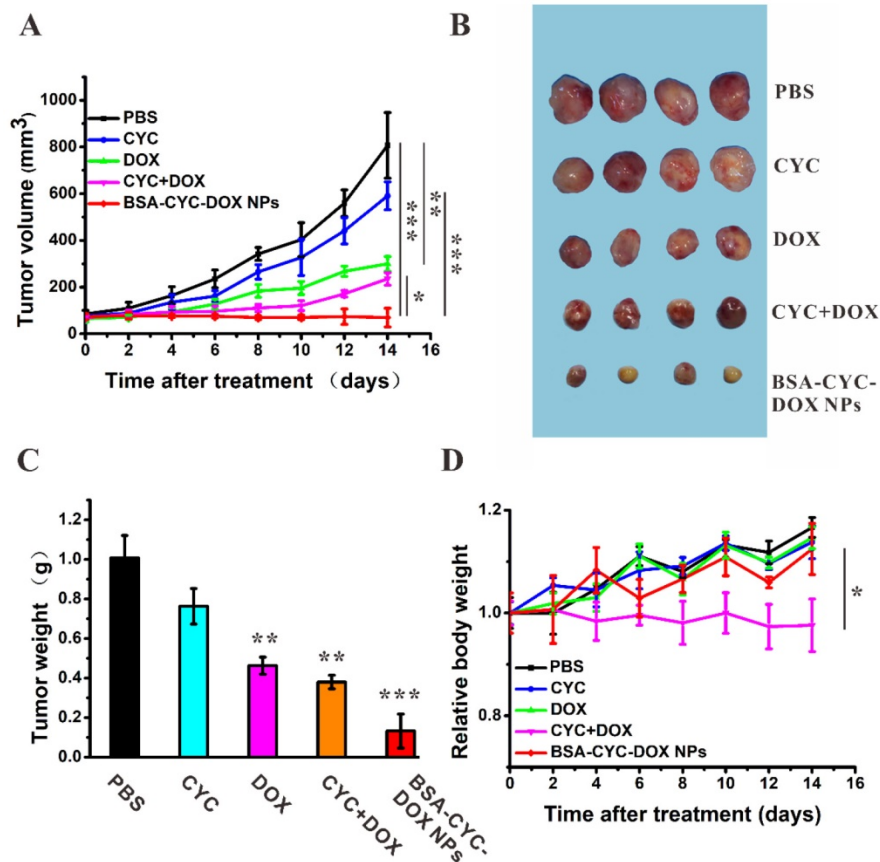 A
Tumor volume (mm3)
1000
800
600
400
200
0
PBS
CYC
DOX
CYC+DOX
BSA-CYC-DOX NPs
***
**
***
*
0 2 4 6 8 10 12 14 16
Time after treatment （days）
B
PBS
CYC
DOX
CYC+DOX
BSA-CYC-
DOX NPs
C
Tumor weight （g）
1.2
1.0
0.8
0.6
0.4
0.2
0.0
**
**
***
PBS
CYC
DOX
CYC+DOX
BSA-CYC-
DOX NPs
D
Relative body weight
1.2
1.0
0.8
*
PBS
CYC
DOX
CYC+DOX
BSA-CYC-DOX NPs
0 2 4 6 8 10 12 14 16
Time after treatment (days)